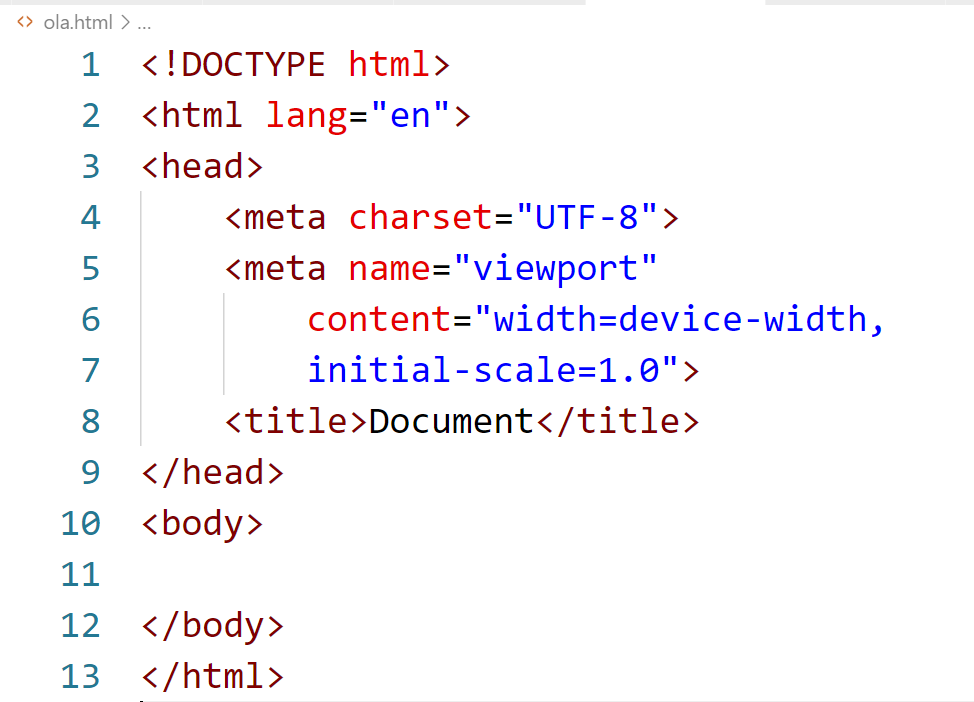 <> ola.html > ...
1 <!DOCTYPE html>
2 <html lang="en">
3 <head>
4     <meta charset="UTF-8">
5     <meta name="viewport"
6         content="width=device-width,
7         initial-scale=1.0">
8     <title>Document</title>
9 </head>
10 <body>
11
12 </body>
13 </html>